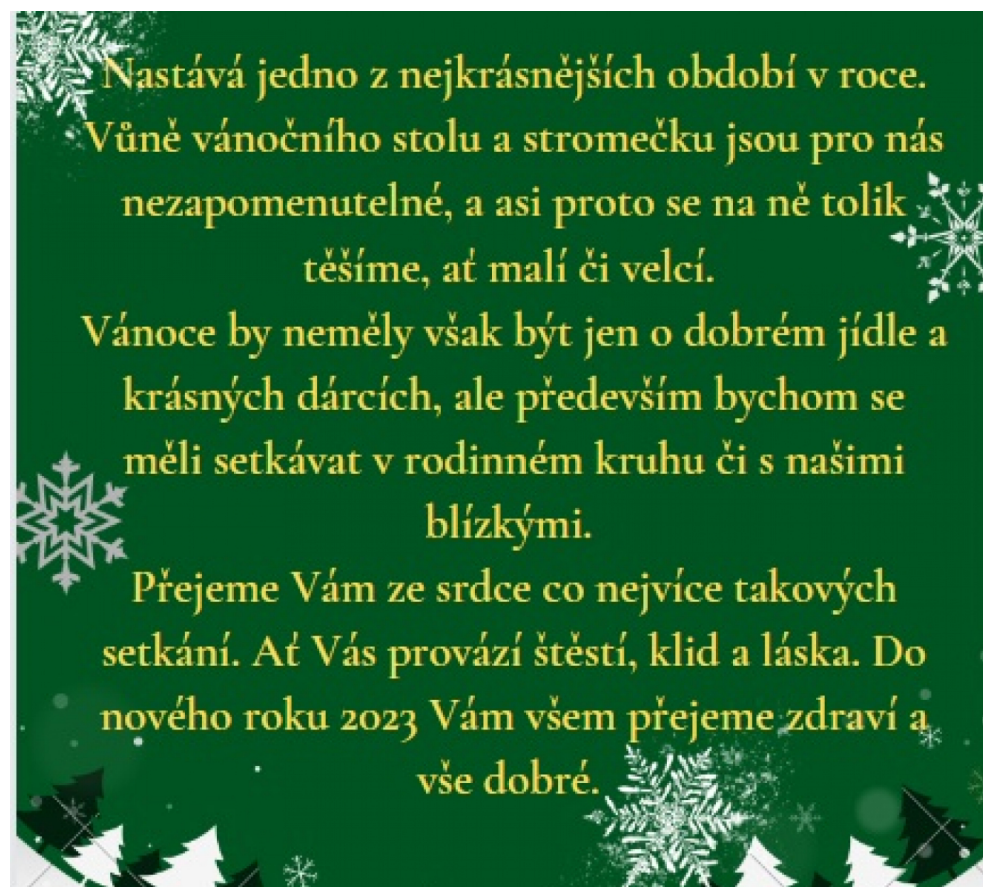 Nastává jedno z nejkrásnějších období v roce.
Vůně vánočního stolu a stromečku jsou pro nás
nezapomenutelné, a asi proto se na ně tolik
těšíme, ať malí či velcí.
Vánoce by neměly však být jen o dobrém jídle a
krásných dárcích, ale především bychom se
měli setkávat v rodinném kruhu či s našimi
blízkými.
Přejeme Vám ze srdce co nejvíce takových
setkání. Ať Vás provází štěstí, klid a láska. Do
nového roku 2023 Vám všem přejeme zdraví a
vše dobré.